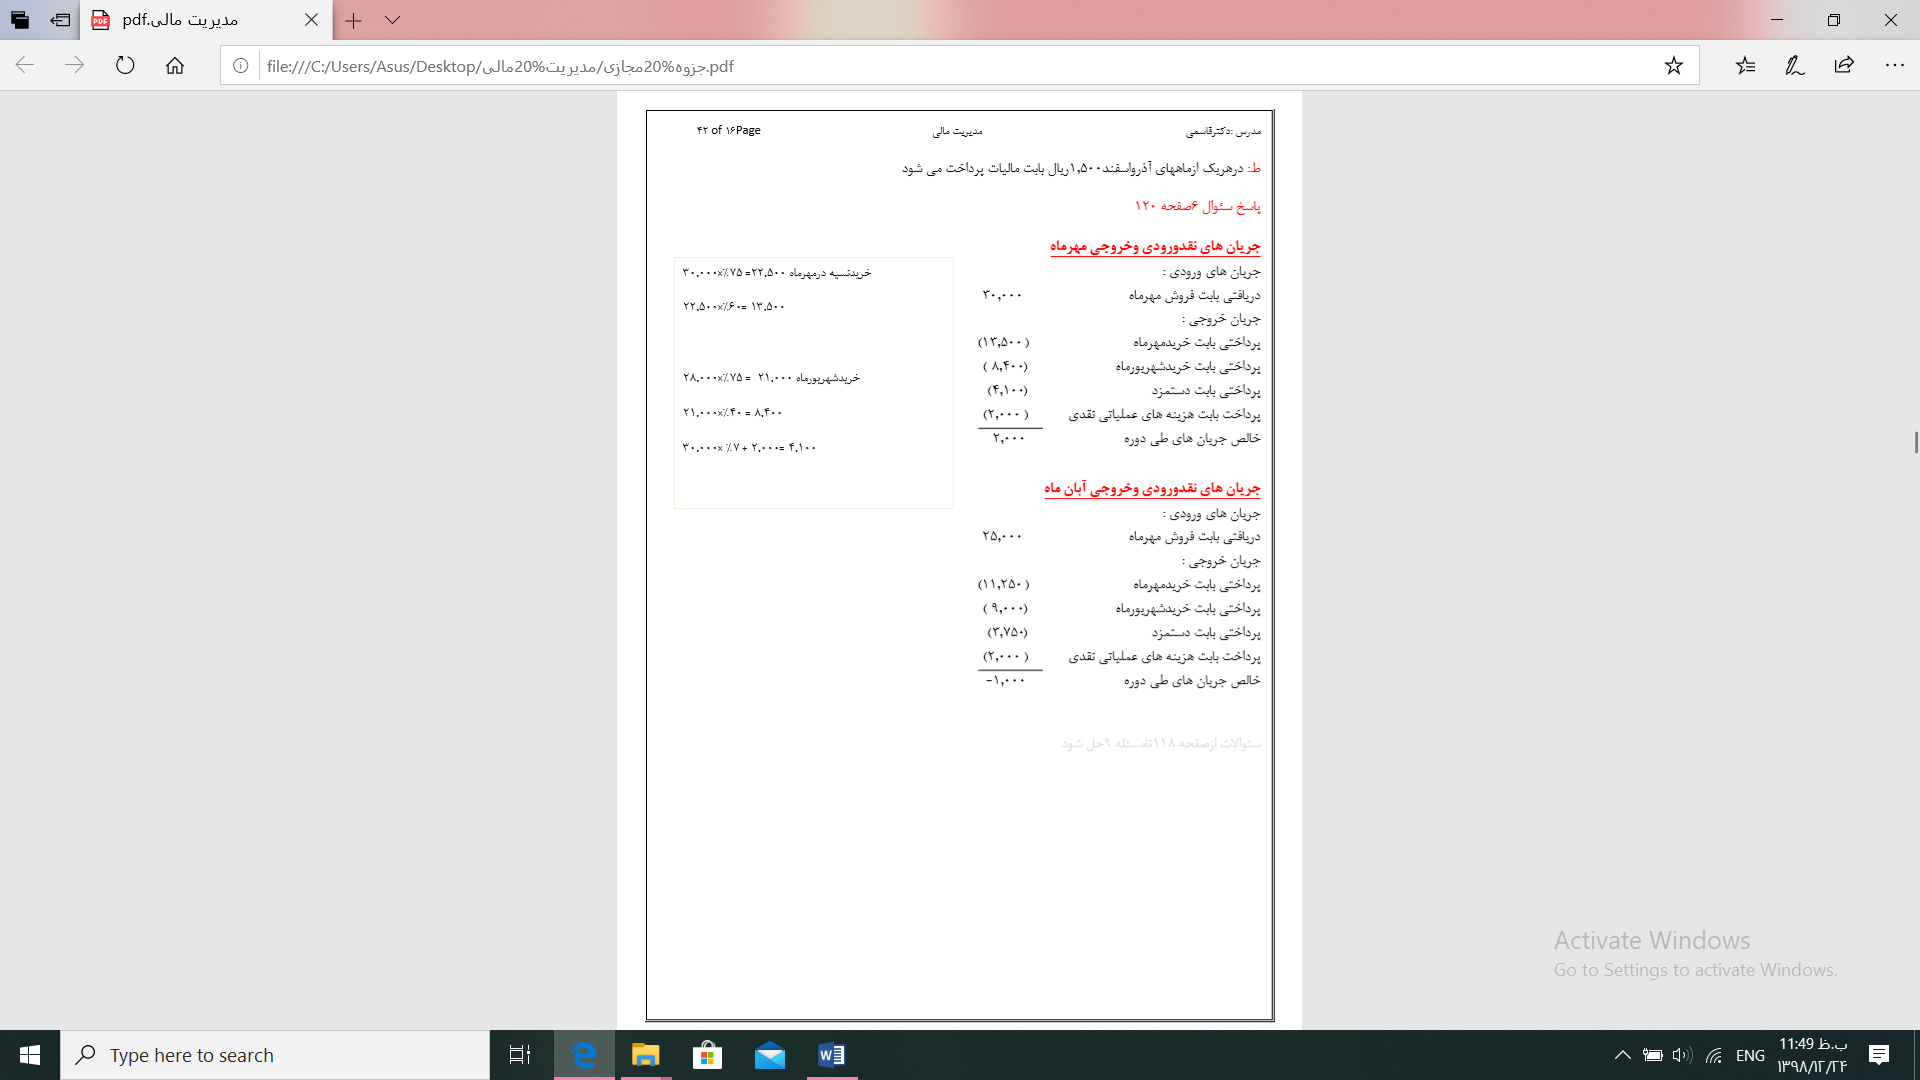 مدیریت مالی.pdf
file:///C:/Users/Asus/Desktop/جزوه%20مجازی/مدیریت%20مالی.pdf
مدرس :دکترقاسمی
مدیریت مالی
Page۱۶ of ۴۲
ط: درهریک ازماههای آذرواسفند۱,۵۰۰ریال بابت مالیات پرداخت می شود
پاسخ سئوال ۶صفحه ۱۲۰
جریان های نقدورودی وخروجی مهرماه
جریان های ورودی :
دریافتی بابت فروش مهرماه ۳۰,۰۰۰
جریان خروجی :
پرداختی بابت خریدمهرماه (۱۳,۵۰۰ )
پرداختی بابت خریدشهریورماه ( ۸,۴۰۰)
پرداختی بابت دستمزد (۴,۱۰۰)
پرداخت بابت هزینه های عملیاتی نقدی (۲,۰۰۰ )
خالص جریان های طی دوره ۲,۰۰۰
خریدنسیه درمهرماه ۲۲.۵۰۰= ۷۵٪×۳۰.۰۰۰
۲۲.۵۰۰×٪۶۰= ۱۳.۵۰۰
خریدشهریورماه ۲۱.۰۰۰ = ۷۵٪×۲۸.۰۰۰
۲۱.۰۰۰×٪۴۰ = ۸.۴۰۰
۳۰.۰۰۰× ٪۷ + ۲.۰۰۰= ۴.۱۰۰
جریان های نقدورودی وخروجی آبان ماه
جریان های ورودی :
دریافتی بابت فروش مهرماه ۲۵,۰۰۰
جریان خروجی :
پرداختی بابت خریدمهرماه (۱۱,۲۵۰ )
پرداختی بابت خریدشهریورماه ( ۹,۰۰۰)
پرداختی بابت دستمزد (۳,۷۵۰)
پرداخت بابت هزینه های عملیاتی نقدی (۲,۰۰۰ )
خالص جریان های طی دوره -۱,۰۰۰
سئوالات ازصفحه ۱۱۸تامسئله ۹حل شود
Activate Windows
Go to Settings to activate Windows.
Type here to search
ENG
11:49 ب.ظ
۱۳۹۸/۱۲/۲۴